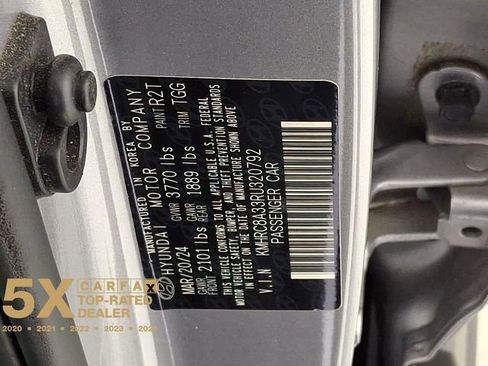 MANUFACTURED IN KOREA BY
HYUNDAI MOTOR COMPANY
MAR/20/24 GVWR 3770 lbs PAINT R2T
GAWR FRONT 2101 lbs GAWR REAR 1889 lbs TRIM TGG
THIS VEHICLE CONFORMS TO ALL APPLICABLE U.S.A. FEDERAL
MOTOR VEHICLE SAFETY, BUMPER, AND THEFT PREVENTION STANDARDS
IN EFFECT ON THE DATE OF MANUFACTURE SHOWN ABOVE.
V.I.N KMHRC8A33RU320792
PASSENGER CAR
5X
CARFAX
TOP-RATED
DEALER
2020 • 2021 • 2022 • 2023 •